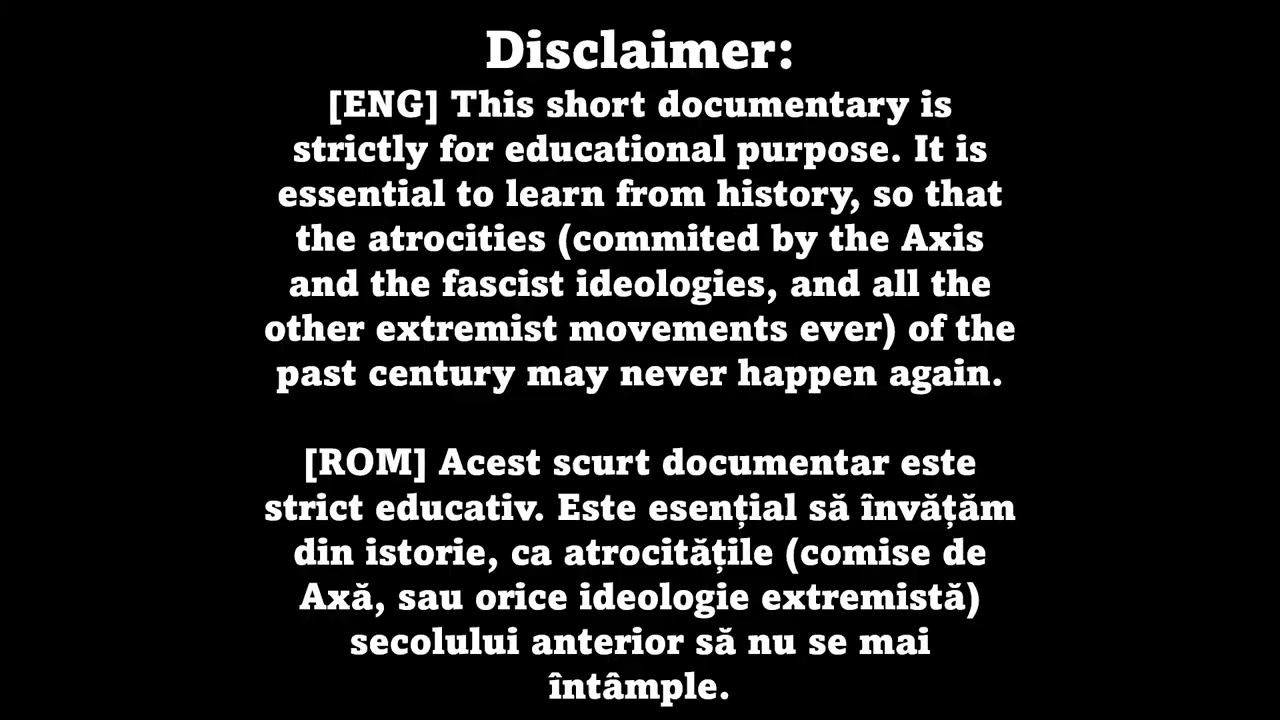 Disclaimer:
[ENG] This short documentary is
strictly for educational purpose. It is
essential to learn from history, so that
the atrocities (commited by the Axis
and the fascist ideologies, and all the
other extremist movements ever) of the
past century may never happen again.
[ROM] Acest scurt documentar este
strict educativ. Este esențial să învățăm
din istorie, ca atrocitățile (comise de
Axă, sau orice ideologie extremistă)
secolului anterior să nu se mai
întâmple.